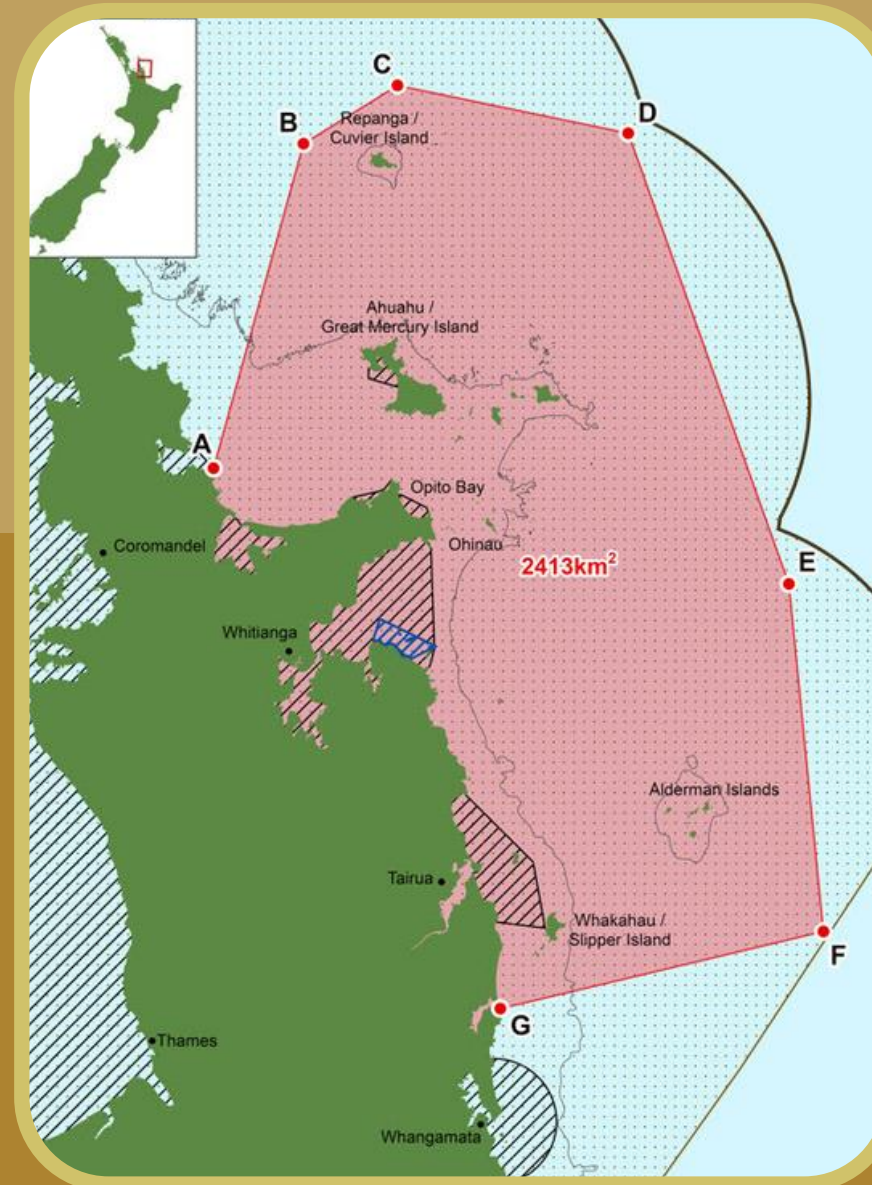 C
D
B
Repanga /
Cuvier Island
Ahuahu /
Great Mercury Island
A
Opito Bay
Coromandel
Ohinau
2413km²
E
Whitianga
Alderman Islands
Tairua
Whakahau /
Slipper Island
F
G
Thames
Whangamata